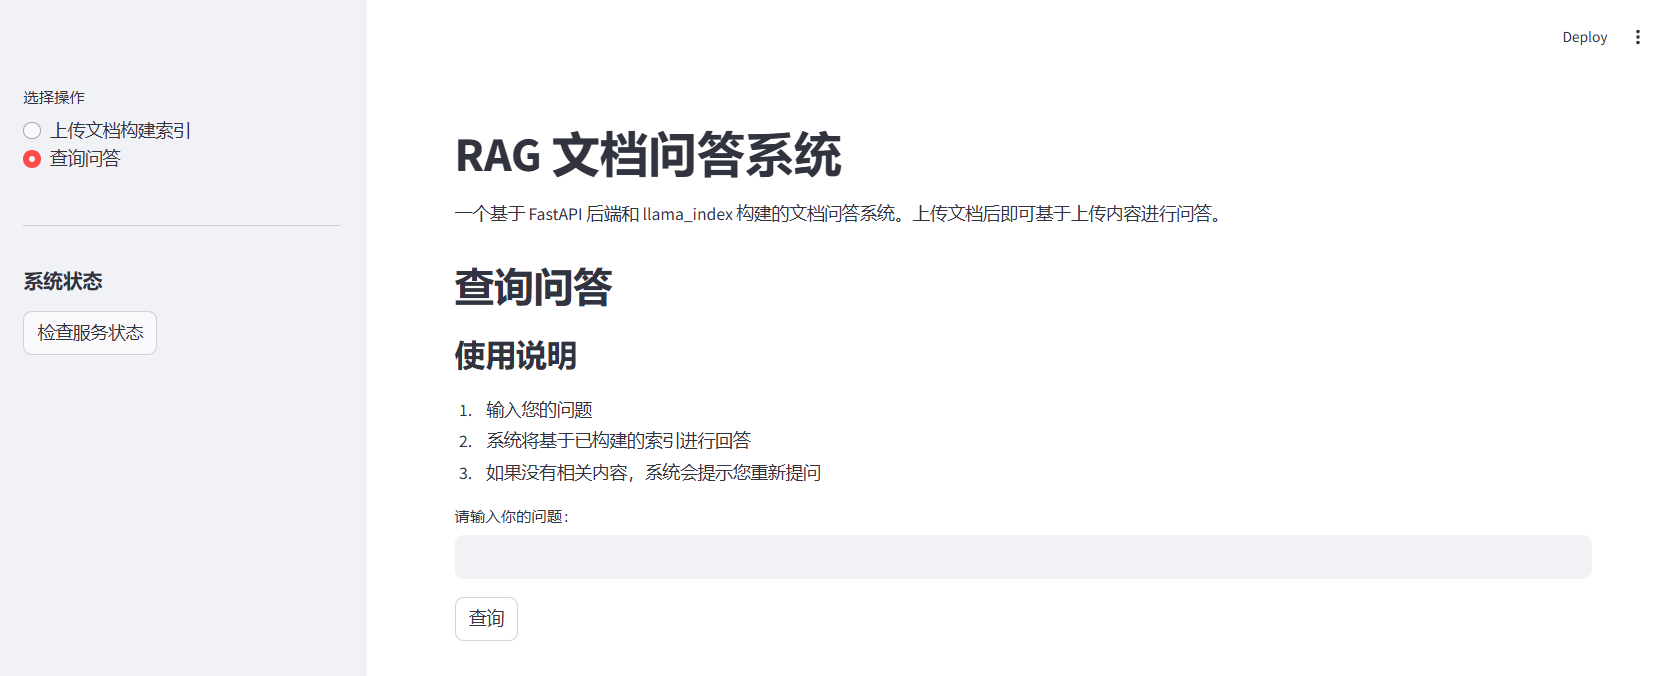 Deploy
选择操作
上传文档构建索引
查询问答
系统状态
检查服务状态
RAG 文档问答系统
一个基于 FastAPI 后端和 llama_index 构建的文档问答系统。上传文档后即可基于上传内容进行问答。
查询问答
使用说明
1. 输入您的问题
2. 系统将基于已构建的索引进行回答
3. 如果没有相关内容，系统会提示您重新提问
请输入你的问题：
查询